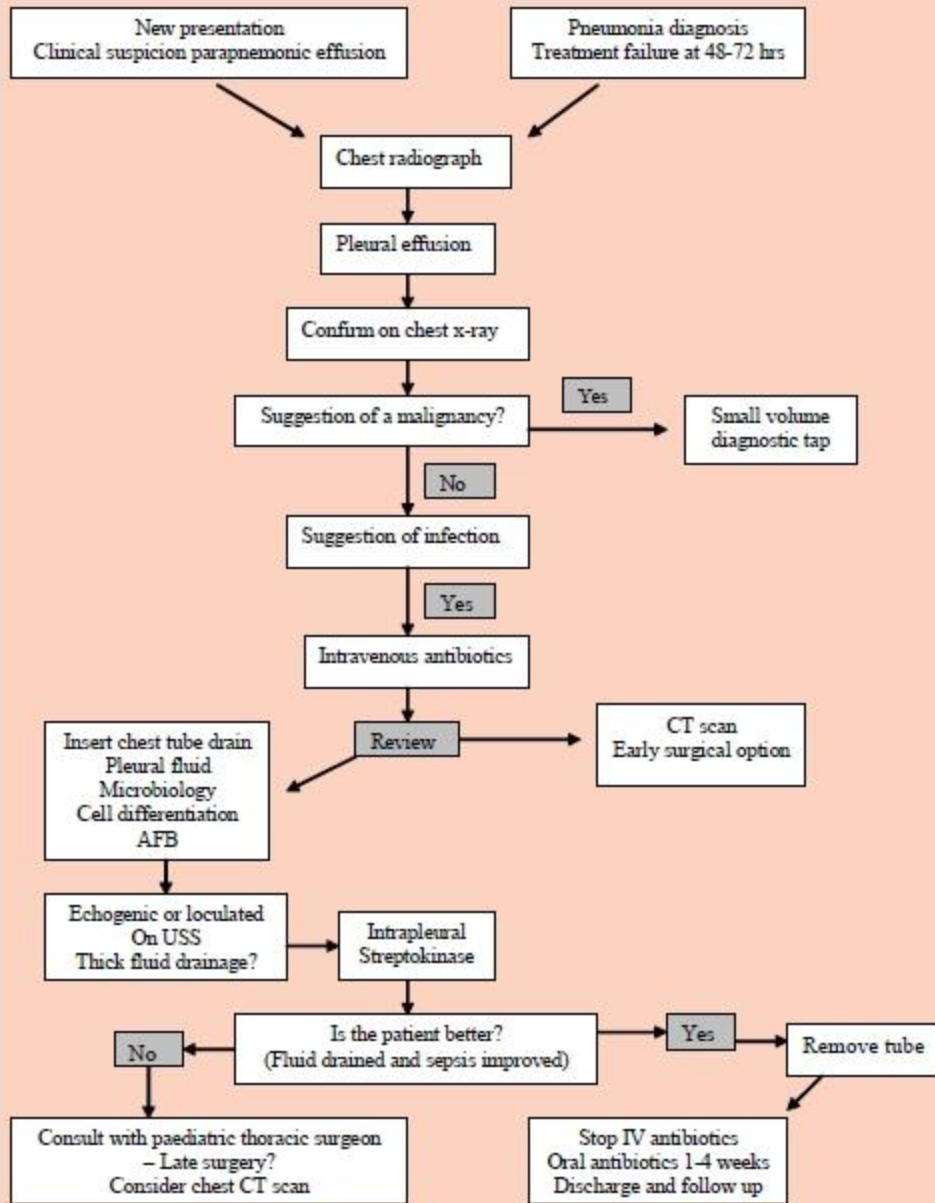 New presentation
Clinical suspicion parapnemonic effusion
Pneumonia diagnosis
Treatment failure at 48-72 hrs
Chest radiograph
Pleural effusion
Confirm on chest x-ray
Suggestion of a malignancy?
Yes
Small volume
diagnostic tap
No
Suggestion of infection
Yes
Intravenous antibiotics
Review
CT scan
Early surgical option
Insert chest tube drain
Pleural fluid
Microbiology
Cell differentiation
AFB
Echogenic or loculated
On USS
Thick fluid drainage?
Intrapleural
Streptokinase
Is the patient better?
(Fluid drained and sepsis improved)
Yes
Remove tube
No
Consult with paediatric thoracic surgeon
– Late surgery?
Consider chest CT scan
Stop IV antibiotics
Oral antibiotics 1-4 weeks
Discharge and follow up